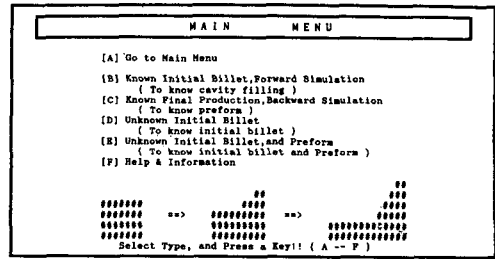 MAIN MENU
[A] Go to Main Menu
[B] Known Initial Billet,Forward Simulation
( To know cavity filling )
[C] Known Final Production,Backward Simulation
( To know preform )
[D] Unknown Initial Billet
( To know initial billet )
[E] Unknown Initial Billet,and Preform
( To know initial billet and Preform )
[F] Help & Information
##
## ####
####### ==> #### ==> ####
####### ####### #####
####### ######### ############
####### ######### #############
Select Type, and Press a Key!! ( A -- F )